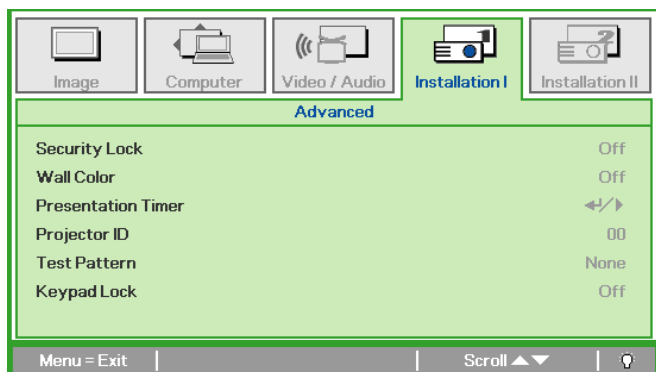 Image
Computer
Video / Audio
Installation I
Installation II
Advanced
Security Lock Off
Wall Color Off
Presentation Timer
Projector ID 00
Test Pattern None
Keypad Lock Off
Menu = Exit Scroll ▲▼